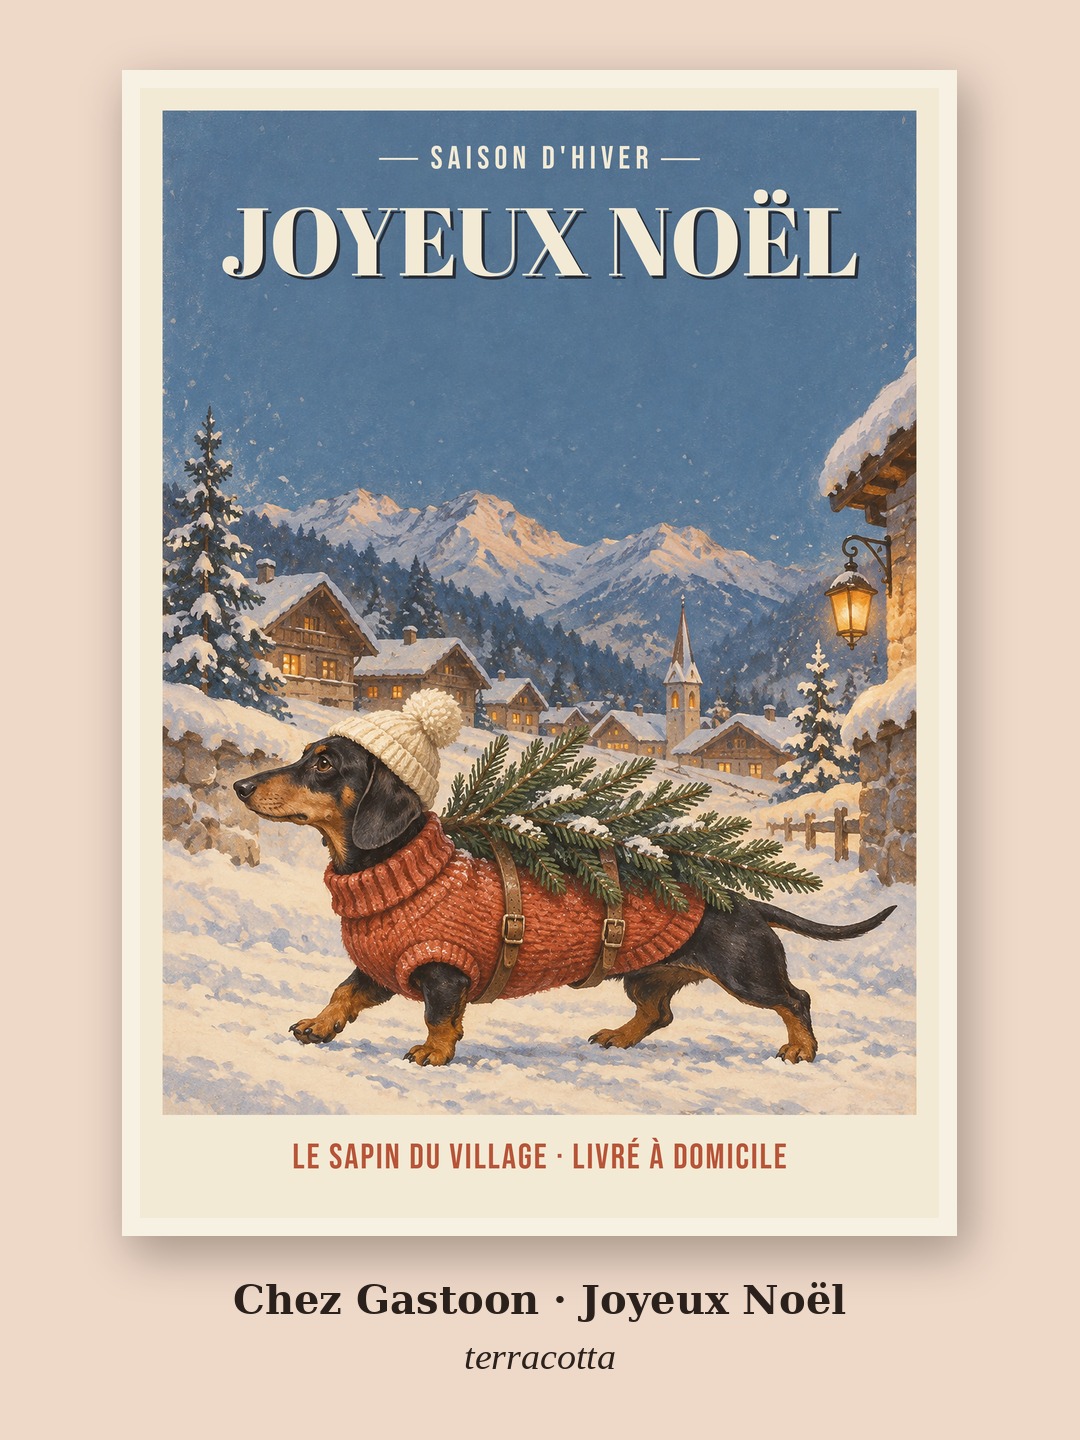 SAISON D'HIVER
JOYEUX NOËL
LE SAPIN DU VILLAGE · LIVRÉ À DOMICILE
Chez Gastoon · Joyeux Noël
terracotta